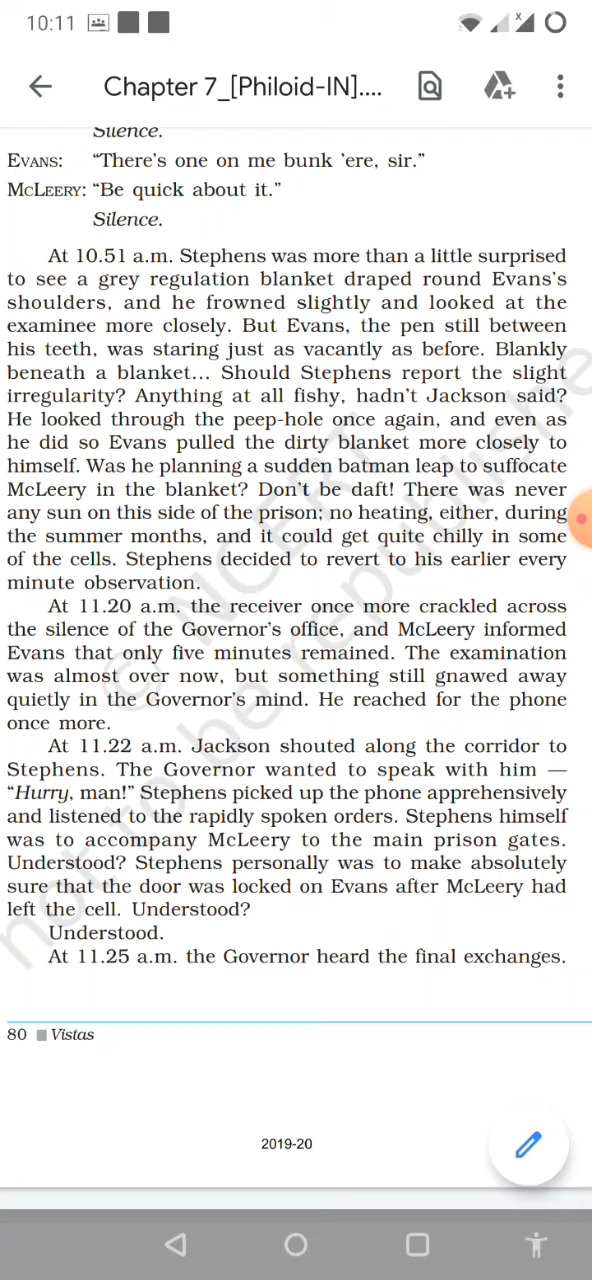 10:11
Chapter 7_[Philoid-IN]....
Silence.
EVANS: “There’s one on me bunk ’ere, sir.”
MCLEERY: “Be quick about it.”
Silence.
At 10.51 a.m. Stephens was more than a little surprised
to see a grey regulation blanket draped round Evans’s
shoulders, and he frowned slightly and looked at the
examinee more closely. But Evans, the pen still between
his teeth, was staring just as vacantly as before. Blankly
beneath a blanket... Should Stephens report the slight
irregularity? Anything at all fishy, hadn’t Jackson said?
He looked through the peep-hole once again, and even as
he did so Evans pulled the dirty blanket more closely to
himself. Was he planning a sudden batman leap to suffocate
McLeery in the blanket? Don’t be daft! There was never
any sun on this side of the prison; no heating, either, during
the summer months, and it could get quite chilly in some
of the cells. Stephens decided to revert to his earlier every
minute observation.
At 11.20 a.m. the receiver once more crackled across
the silence of the Governor’s office, and McLeery informed
Evans that only five minutes remained. The examination
was almost over now, but something still gnawed away
quietly in the Governor’s mind. He reached for the phone
once more.
At 11.22 a.m. Jackson shouted along the corridor to
Stephens. The Governor wanted to speak with him —
“Hurry, man!” Stephens picked up the phone apprehensively
and listened to the rapidly spoken orders. Stephens himself
was to accompany McLeery to the main prison gates.
Understood? Stephens personally was to make absolutely
sure that the door was locked on Evans after McLeery had
left the cell. Understood?
Understood.
At 11.25 a.m. the Governor heard the final exchanges.
© NCERT
not to be republishe
80 ■ Vistas
2019-20